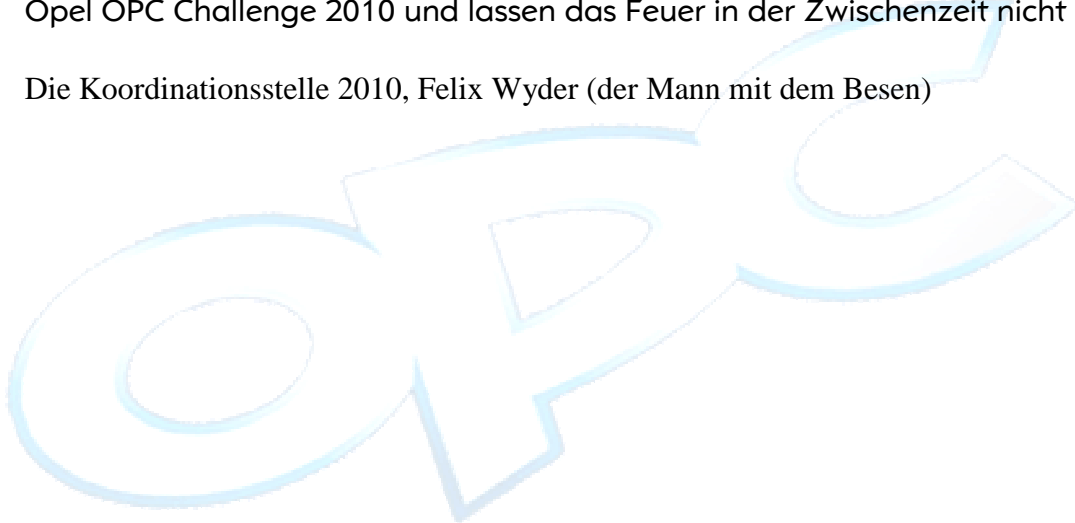 Opel OPC Challenge 2010 und lassen das Feuer in der Zwischenzeit nicht
Die Koordinationsstelle 2010, Felix Wyder (der Mann mit dem Besen)
OPC